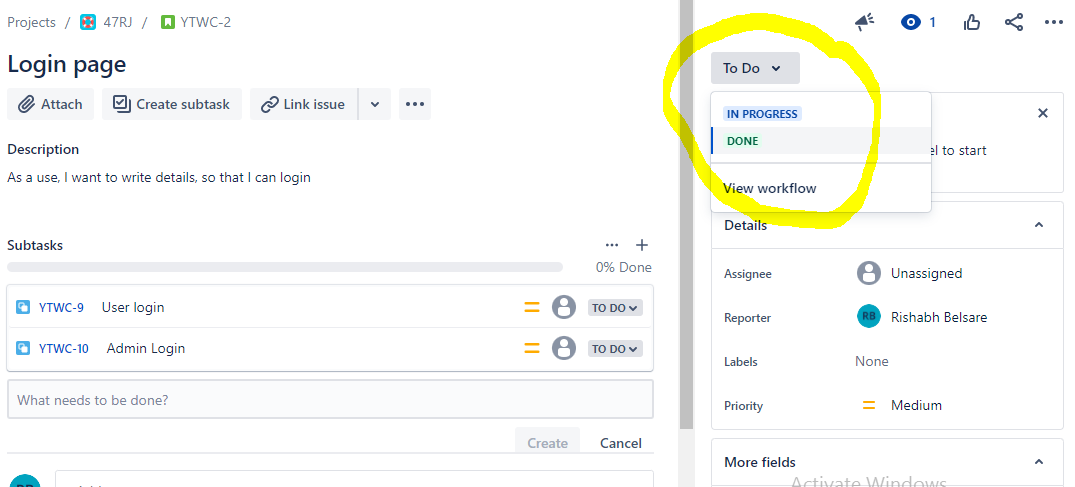 Projects / 47RJ / YTWC-2
1
Login page
To Do
Attach
Create subtask
Link issue
IN PROGRESS
DONE
View workflow
el to start
Description
As a use, I want to write details, so that I can login
Subtasks
0% Done
YTWC-9 User login TO DO
YTWC-10 Admin Login TO DO
What needs to be done?
Create Cancel
RB
Details
Assignee Unassigned
Reporter RB Rishabh Belsare
Labels None
Priority Medium
More fields
Activate Windows